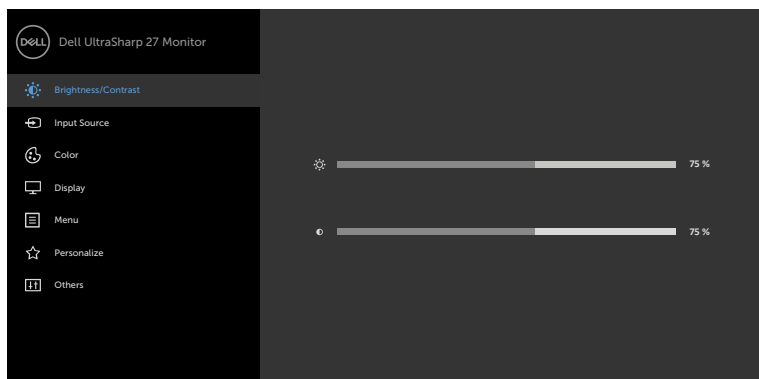 DELL
Dell UltraSharp 27 Monitor
Brightness/Contrast
Input Source
Color
Display
Menu
Personalize
Others
75 %
75 %